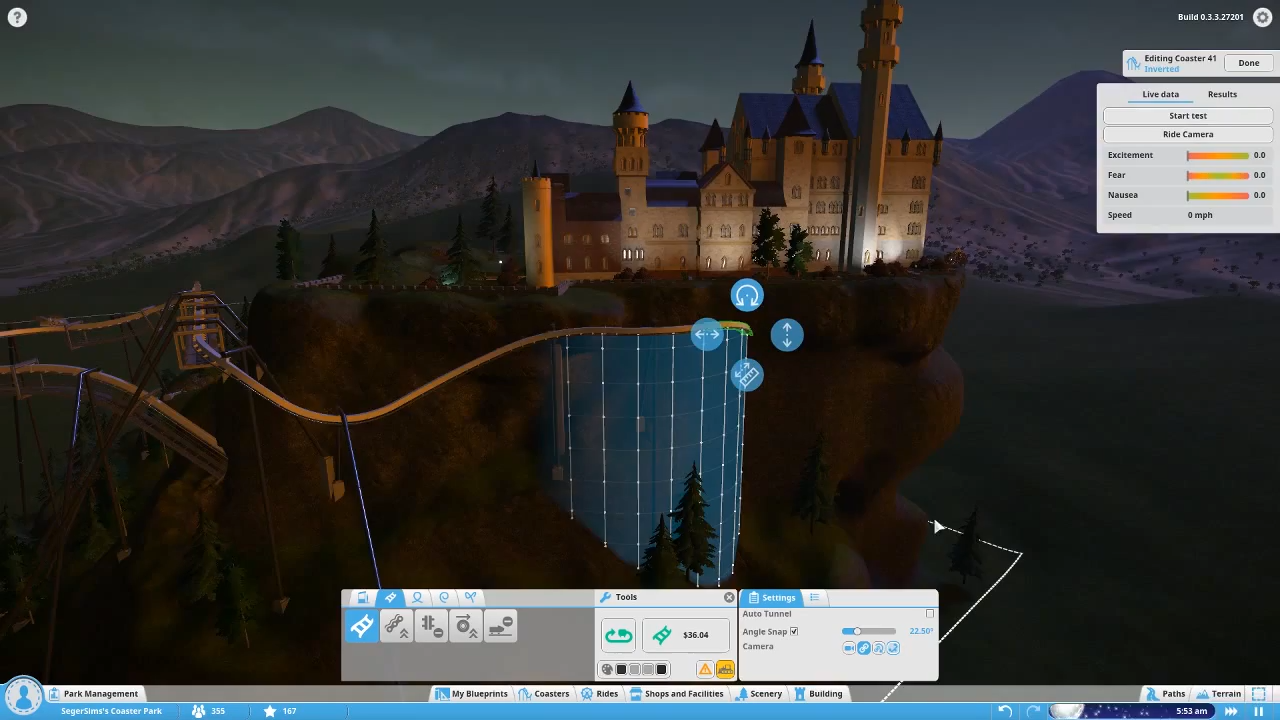 ?
Build 0.3.3.27201
Editing Coaster 41
Inverted
Done
Live data Results
Start test
Ride Camera
Excitement 0.0
Fear 0.0
Nausea 0.0
Speed 0 mph
Tools
Settings
Auto Tunnel
$36.04
Angle Snap 22.50°
Camera
Park Management
My Blueprints Coasters Rides Shops and Facilities Scenery Building
Paths Terrain
SegerSims's Coaster Park 355 167
5:53 am